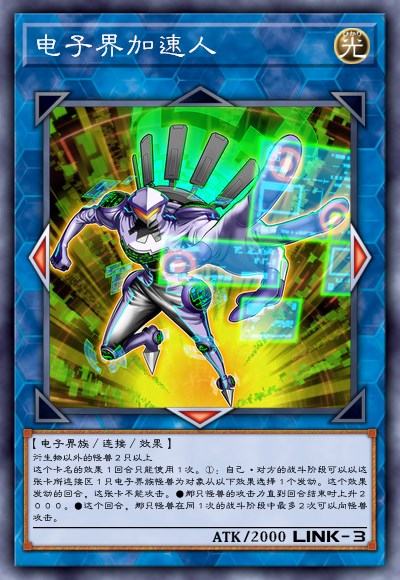 电子界加速人
光
ひかり
【电子界族／连接／效果】
衍生物以外的怪兽2只以上
这个卡名的效果1回合只能使用1次。①：自己·对方的战斗阶段可以以这
张卡所连接区1只电子界族怪兽为对象从以下效果选择1个发动。这个效果
发动的回合，这张卡不能攻击。●那只怪兽的攻击力直到回合结束时上升2
000。●这个回合，那只怪兽在同1次的战斗阶段中最多2次可以向怪兽
攻击。
ATK/2000 LINK-3